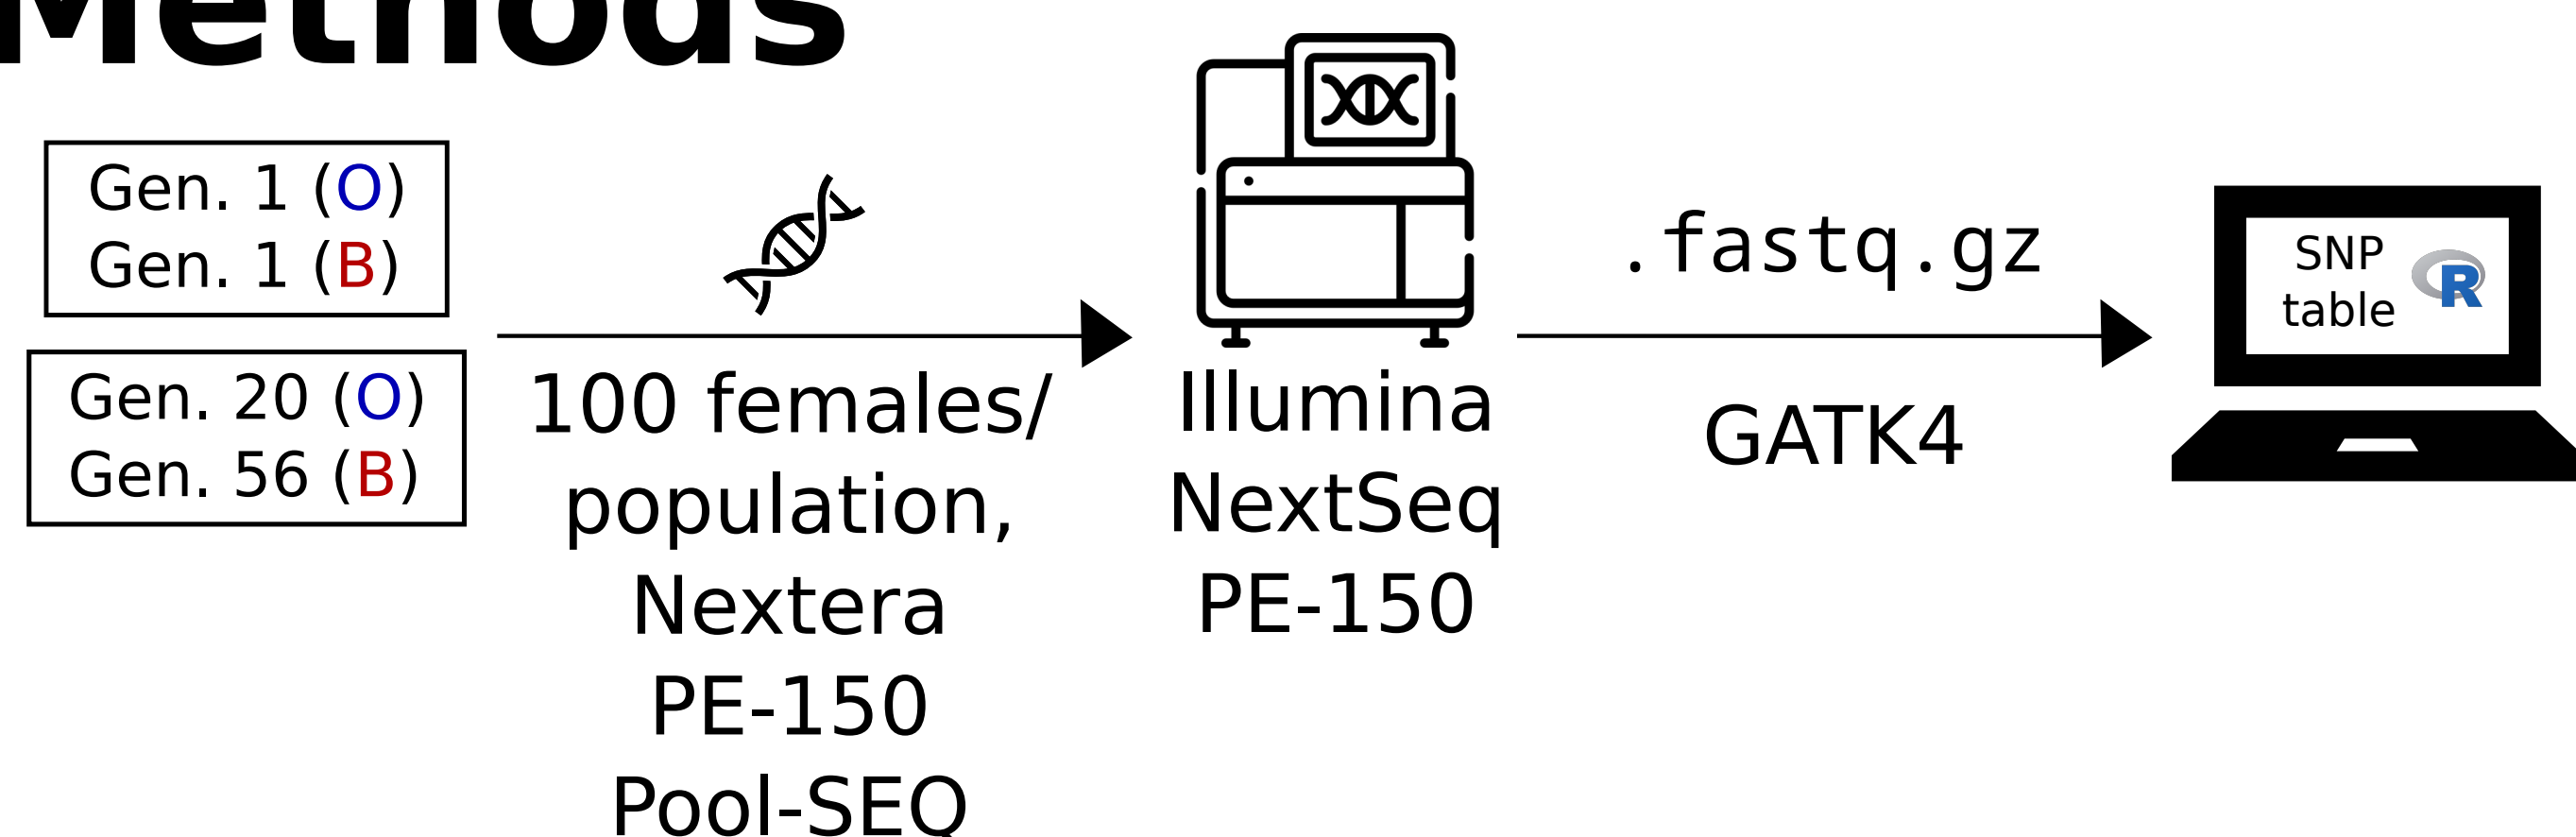 Methods
Gen. 1 (O)
Gen. 1 (B)
Gen. 20 (O)
Gen. 56 (B)
100 females/
population,
Nextera
PE-150
Pool-SEQ
Illumina
NextSeq
PE-150
.fastq.gz
GATK4
SNP
table
R